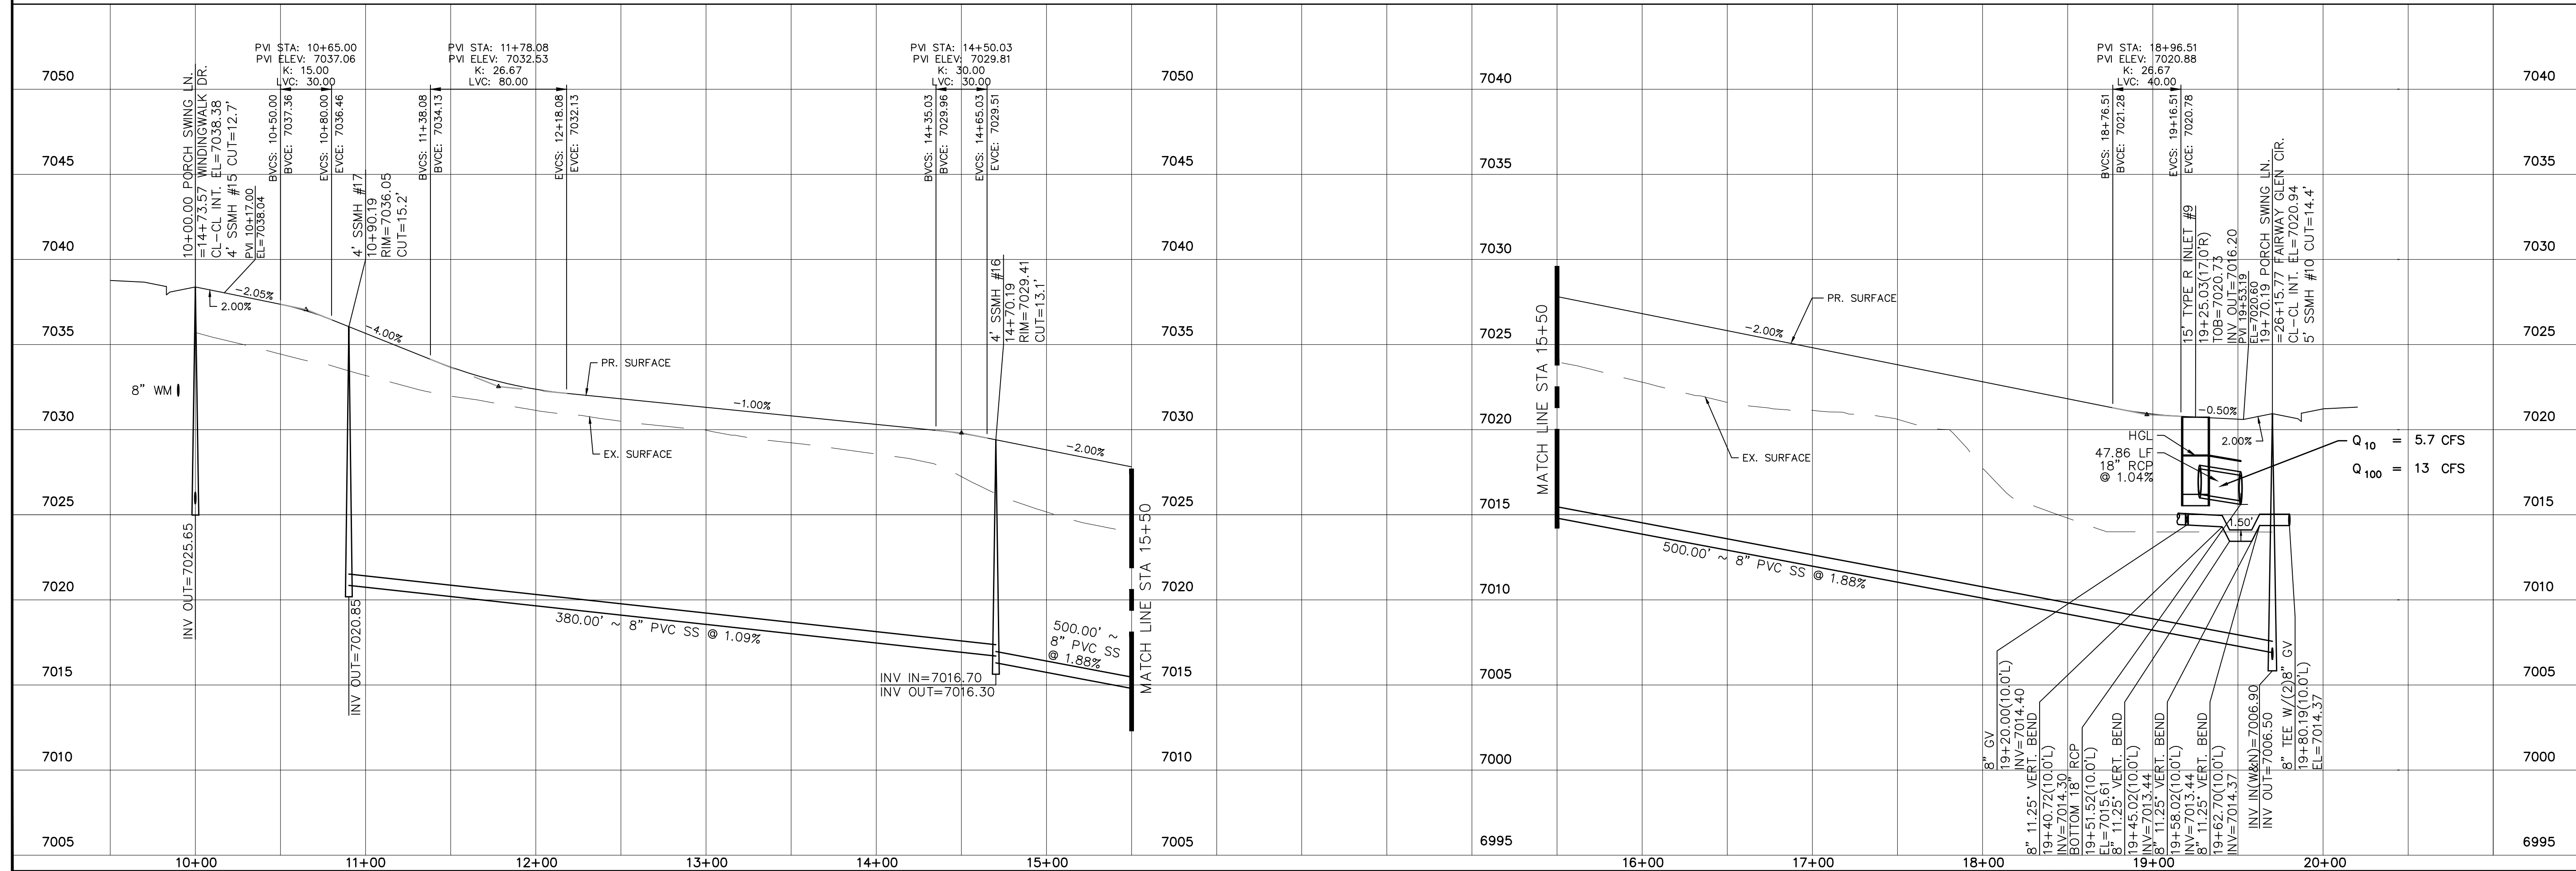 7050
7045
7040
7035
7030
7025
7020
7015
7010
7005
10+00.00 PORCH SWING LN.
=14+73.57 WINDINGWALK DR.
CL-CL INT. EL=7038.38
4' SSMH #15 CUT=12.7'
PVI 10+17.00
EL=7038.04
PVI STA: 10+65.00
PVI ELEV: 7037.06
K: 15.00
LVC: 30.00
BVCS: 10+50.00
BVCE: 7037.36
EVCS: 10+80.00
EVCE: 7036.46
4' SSMH #17
10+90.19
RIM=7036.05
CUT=15.2'
PVI STA: 11+78.08
PVI ELEV: 7032.53
K: 26.67
LVC: 80.00
BVCS: 11+38.08
BVCE: 7034.13
EVCS: 12+18.08
EVCE: 7032.13
PVI STA: 14+50.03
PVI ELEV: 7029.81
K: 30.00
LVC: 30.00
BVCS: 14+35.03
BVCE: 7029.96
EVCS: 14+65.03
EVCE: 7029.51
4' SSMH #16
14+70.19
RIM=7029.41
CUT=13.1'
-2.05%
2.00%
-4.00%
PR. SURFACE
-1.00%
-2.00%
EX. SURFACE
8" WM
INV OUT=7025.65
INV OUT=7020.85
380.00' ~ 8" PVC SS @ 1.09%
500.00' ~
8" PVC SS
@ 1.88%
INV IN=7016.70
INV OUT=7016.30
MATCH LINE STA 15+50
7050
7045
7040
7035
7030
7025
7020
7015
7010
7005
10+00
11+00
12+00
13+00
14+00
15+00
7040
7035
7030
7025
7020
7015
7010
7005
7000
6995
MATCH LINE STA 15+50
PR. SURFACE
-2.00%
EX. SURFACE
500.00' ~ 8" PVC SS @ 1.88%
PVI STA: 18+96.51
PVI ELEV: 7020.88
K: 26.67
LVC: 40.00
BVCS: 18+76.51
BVCE: 7021.28
EVCS: 19+16.51
EVCE: 7020.78
15' TYPE R INLET #9
19+25.03(17.0'R)
TOB=7020.73
INV OUT=7016.20
PVI 19+53.19
EL=7020.60
19+70.19 PORCH SWING LN.
=26+15.77 FAIRWAY GLEN CIR.
CL-CL INT. EL=7020.94
5' SSMH #10 CUT=14.4'
-0.50%
2.00%
HGL
47.86 LF
18" RCP
@ 1.04%
Q10 = 5.7 CFS
Q100 = 13 CFS
1.50'
8" GV
19+20.00(10.0'L)
INV=7014.40
8" 11.25° VERT. BEND
19+40.72(10.0'L)
INV=7014.30
BOTTOM 18" RCP
19+51.52(10.0'L)
EL=7015.61
8" 11.25° VERT. BEND
19+45.02(10.0'L)
INV=7013.44
8" 11.25° VERT. BEND
19+58.02(10.0'L)
INV=7013.44
8" 11.25° VERT. BEND
19+62.70(10.0'L)
INV=7014.37
INV IN(W&N)=7006.90
INV OUT=7006.50
8" TEE W/(2)8" GV
19+80.19(10.0'L)
EL=7014.37
7040
7035
7030
7025
7020
7015
7010
7005
7000
6995
16+00
17+00
18+00
19+00
20+00